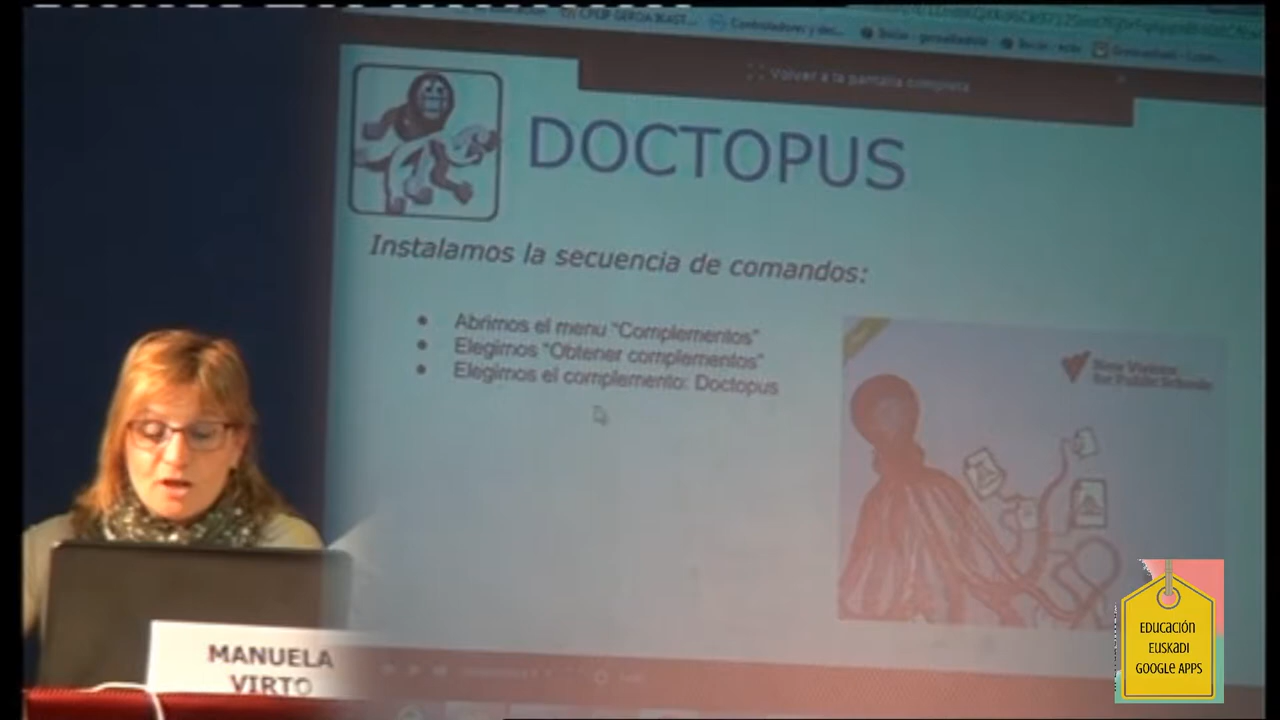 Volver a la pantalla completa
DOCTOPUS
Instalamos la secuencia de comandos:
• Abrimos el menu "Complementos"
• Elegimos "Obtener complementos"
• Elegimos el complemento: Doctopus
New Visions
for Public Schools
MANUELA
VIRTO
EDUCACIÓN
EUSKADI
GOOGLE APPS